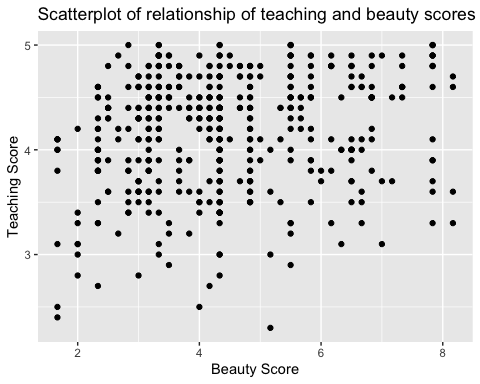 Scatterplot of relationship of teaching and beauty scores
5
4
3
Teaching Score
2 4 6 8
Beauty Score